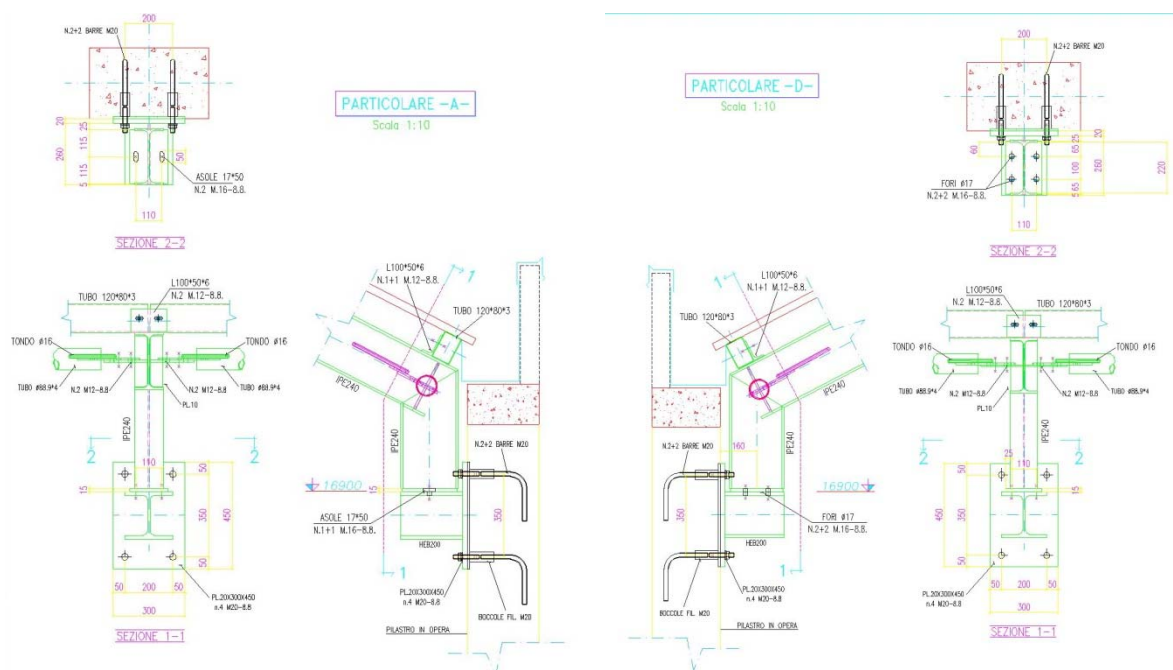 200
N.2+2 BARRE M20
20
25
115
260
115
5
50
ASOLE 17*50
N.2 M.16-8.8.
110
SEZIONE 2-2
PARTICOLARE -A-
Scala 1:10
PARTICOLARE -D-
Scala 1:10
200
N.2+2 BARRE M20
20
25
60
65
100
260
220
565
FORI ø17
N.2+2 M.16-8.8.
110
SEZIONE 2-2
L100*50*6
N.2 M.12-8.8.
TUBO 120*80*3
TONDO ø16
TONDO ø16
TUBO ø88.9*4
N.2 M12-8.8
N.2 M12-8.8
TUBO ø88.9*4
PL.10
IPE240
2
2
110
15
50
350
450
50
50
200
50
300
PL.20X300X450
n.4 M20-8.8
SEZIONE 1-1
L100*50*6
N.1+1 M.12-8.8.
1
TUBO 120*80*3
IPE240
IPE240
N.2+2 BARRE M20
16900
15
ASOLE 17*50
N.1+1 M.16-8.8.
350
HEB200
1
PL.20X300X450
n.4 M20-8.8
BOCCOLE FIL. M20
PILASTRO IN OPERA
1
L100*50*6
N.1+1 M.12-8.8.
TUBO 120*80*3
IPE240
IPE240
160
N.2+2 BARRE M20
16900
350
FORI ø17
N.2+2 M.16-8.8.
HEB200
1
PL.20X300X450
n.4 M20-8.8
BOCCOLE FIL. M20
PILASTRO IN OPERA
L100*50*6
N.2 M.12-8.8.
TUBO 120*80*3
TONDO ø16
TONDO ø16
TUBO ø88.9*4
N.2 M12-8.8
N.2 M12-8.8
TUBO ø88.9*4
PL.10
IPE240
2
2
25
110
15
50
450
350
50
50
200
50
300
PL.20X300X450
n.4 M20-8.8
SEZIONE 1-1